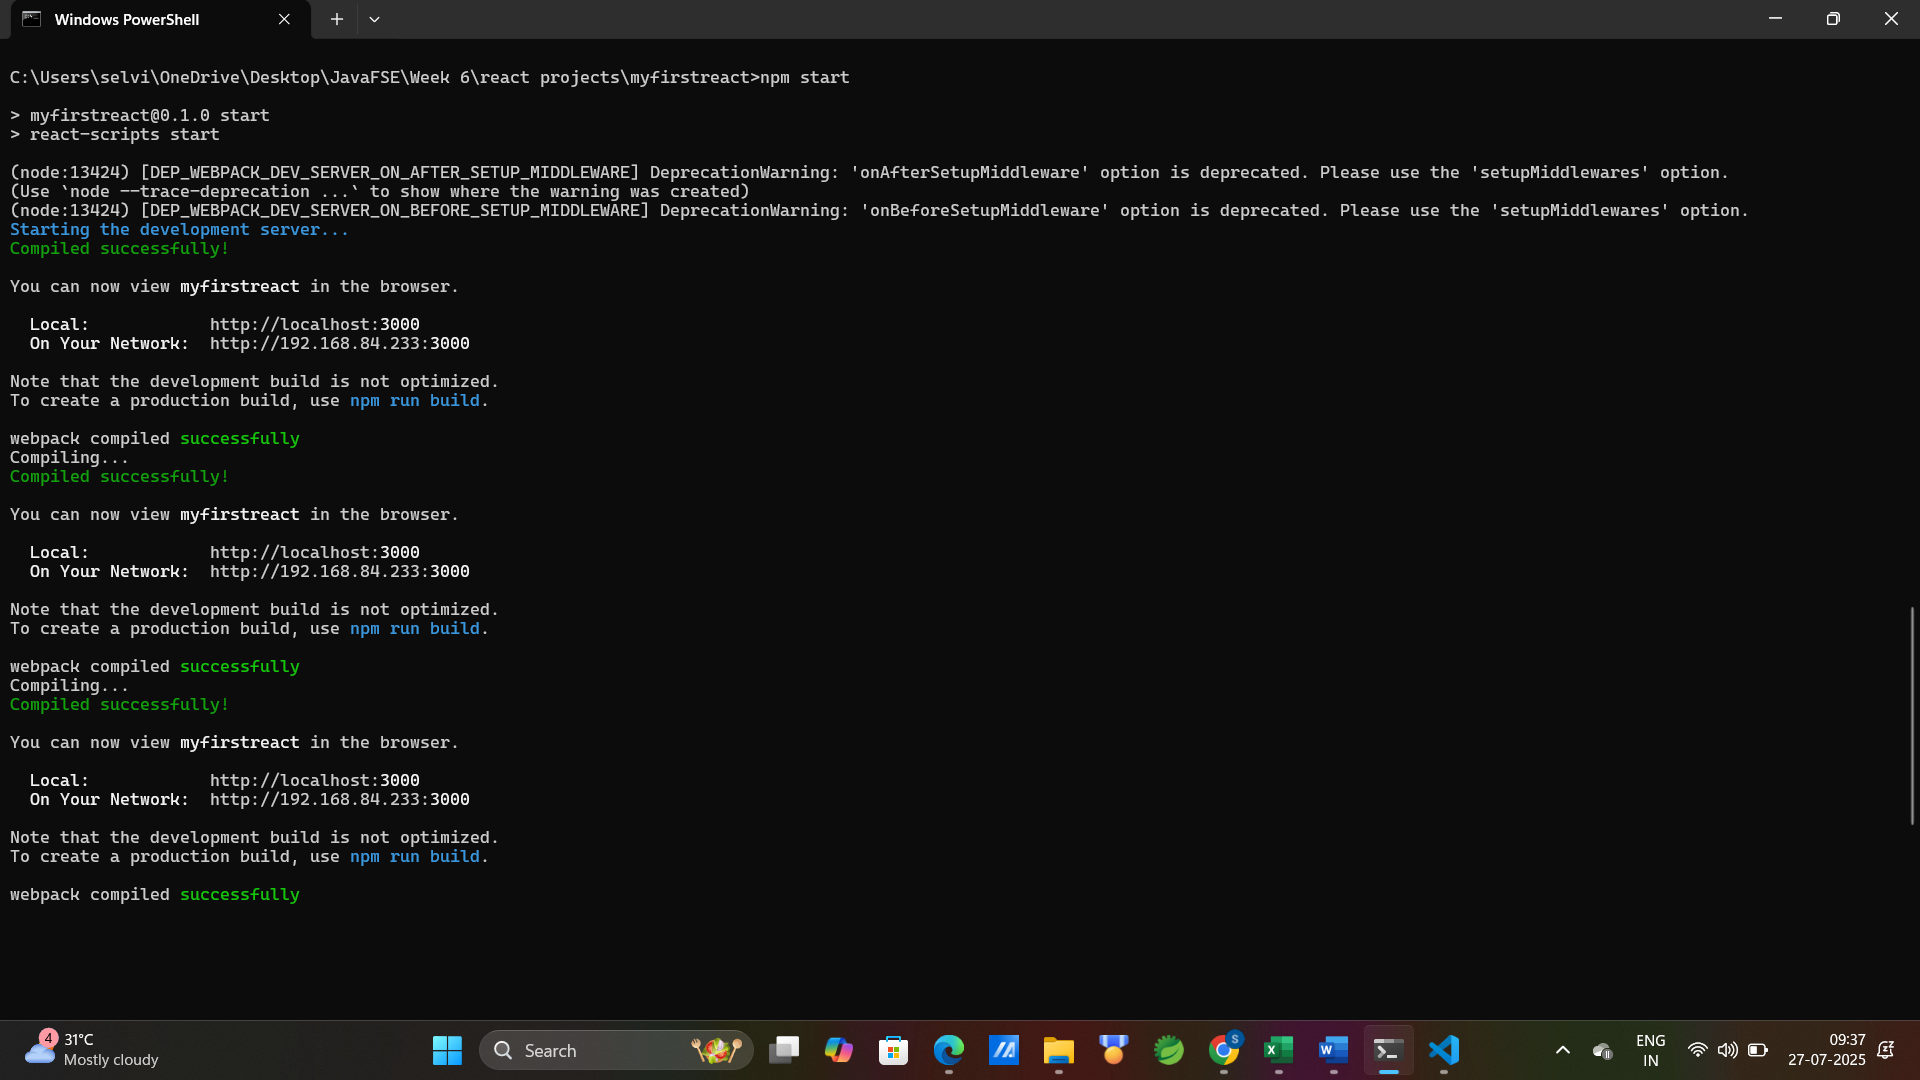 Windows PowerShell
C:\Users\selvi\OneDrive\Desktop\JavaFSE\Week 6\react projects\myfirstreact>npm start
> myfirstreact@0.1.0 start
> react-scripts start
(node:13424) [DEP_WEBPACK_DEV_SERVER_ON_AFTER_SETUP_MIDDLEWARE] DeprecationWarning: 'onAfterSetupMiddleware' option is deprecated. Please use the 'setupMiddlewares' option.
(Use `node --trace-deprecation ...` to show where the warning was created)
(node:13424) [DEP_WEBPACK_DEV_SERVER_ON_BEFORE_SETUP_MIDDLEWARE] DeprecationWarning: 'onBeforeSetupMiddleware' option is deprecated. Please use the 'setupMiddlewares' option.
Starting the development server...
Compiled successfully!
You can now view myfirstreact in the browser.
Local: http://localhost:3000
On Your Network: http://192.168.84.233:3000
Note that the development build is not optimized.
To create a production build, use npm run build.
webpack compiled successfully
Compiling...
Compiled successfully!
You can now view myfirstreact in the browser.
Local: http://localhost:3000
On Your Network: http://192.168.84.233:3000
Note that the development build is not optimized.
To create a production build, use npm run build.
webpack compiled successfully
Compiling...
Compiled successfully!
You can now view myfirstreact in the browser.
Local: http://localhost:3000
On Your Network: http://192.168.84.233:3000
Note that the development build is not optimized.
To create a production build, use npm run build.
webpack compiled successfully
4 31°C
Mostly cloudy
Search
S
ENG
IN
09:37
27-07-2025